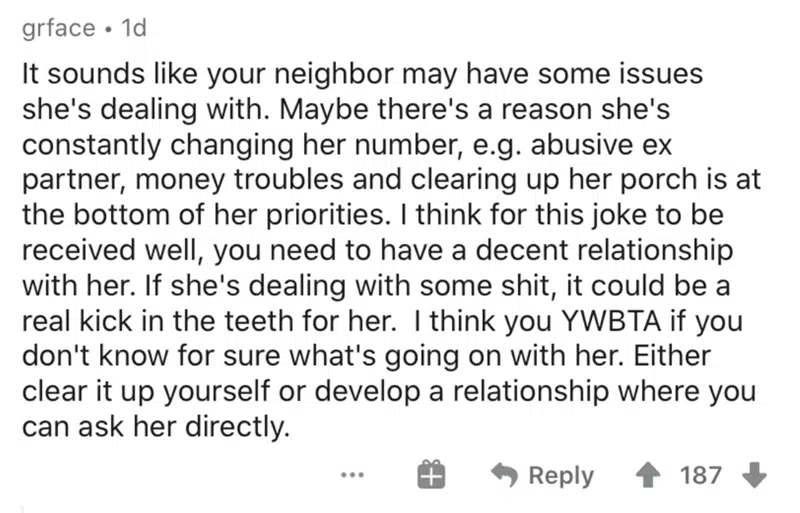 grface • 1d
It sounds like your neighbor may have some issues
she's dealing with. Maybe there's a reason she's
constantly changing her number, e.g. abusive ex
partner, money troubles and clearing up her porch is at
the bottom of her priorities. I think for this joke to be
received well, you need to have a decent relationship
with her. If she's dealing with some shit, it could be a
real kick in the teeth for her.  I think you YWBTA if you
don't know for sure what's going on with her. Either
clear it up yourself or develop a relationship where you
can ask her directly.
... Reply 187